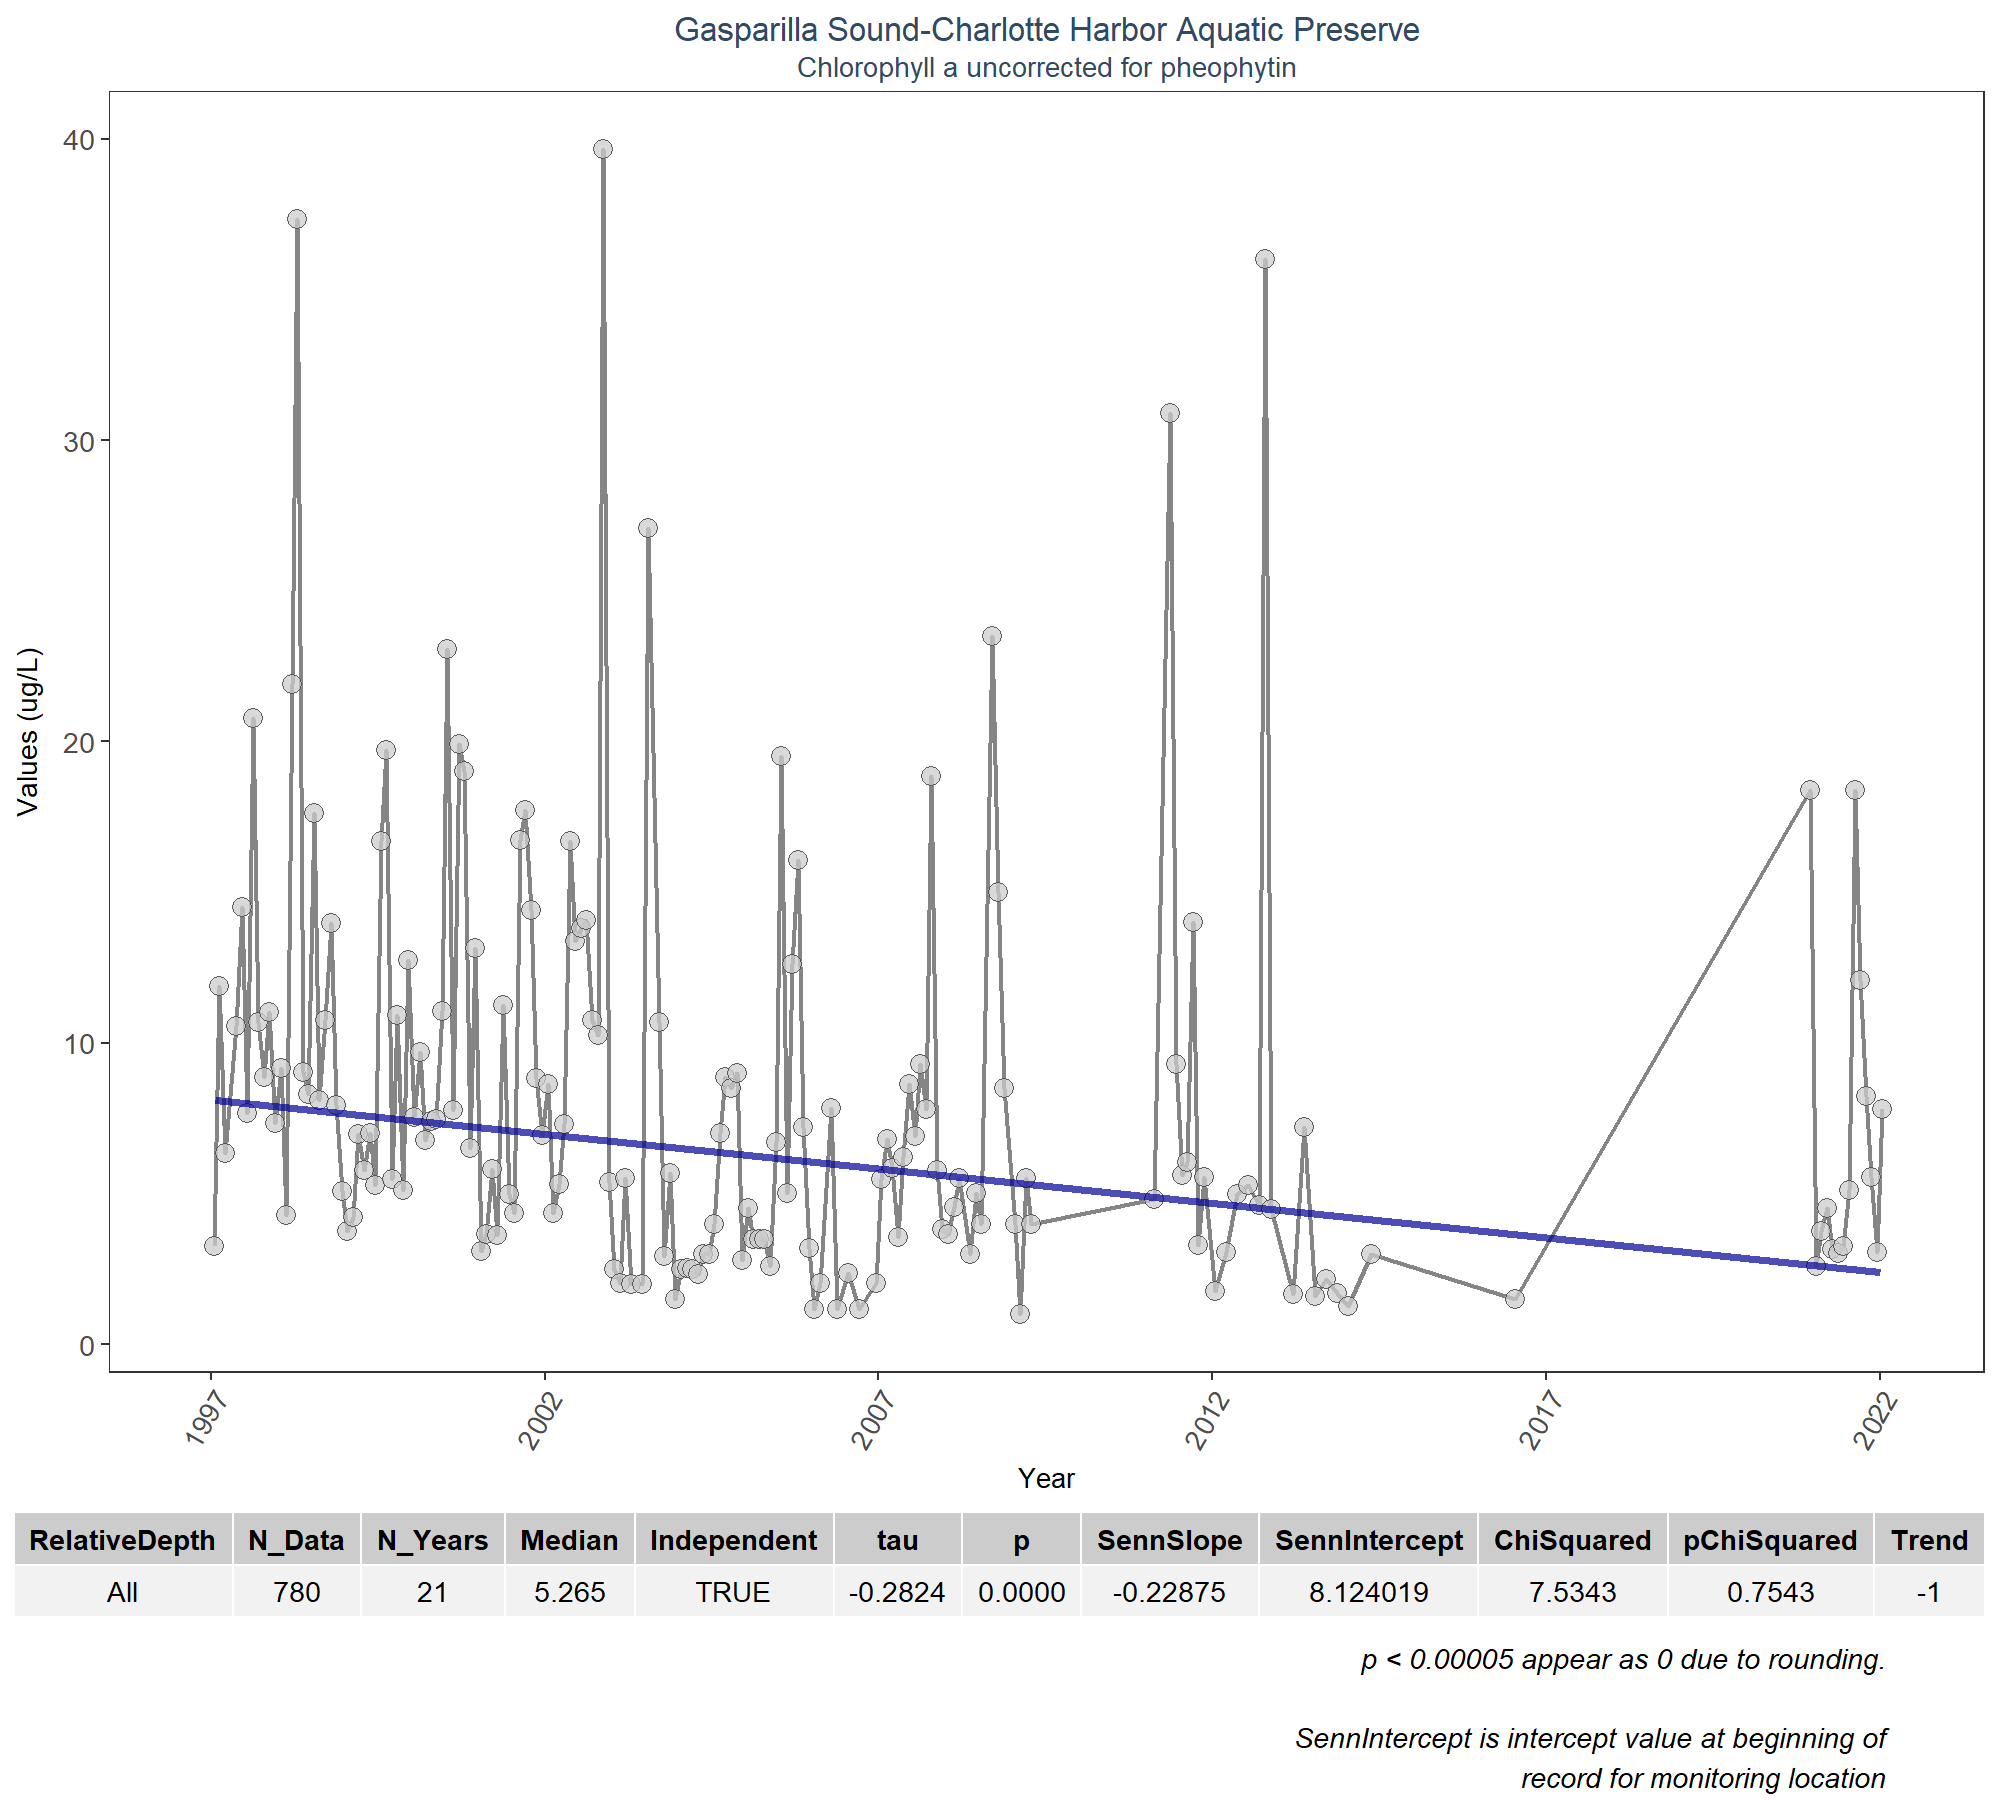 Gasparilla Sound-Charlotte Harbor Aquatic Preserve
Chlorophyll a uncorrected for pheophytin
Values (ug/L)
40
30
20
10
0
1997 2002 2007 2012 2017 2022
Year
RelativeDepth N_Data N_Years Median Independent tau p SennSlope SennIntercept ChiSquared pChiSquared Trend
All 780 21 5.265 TRUE -0.2824 0.0000 -0.22875 8.124019 7.5343 0.7543 -1
p < 0.00005 appear as 0 due to rounding.
SennIntercept is intercept value at beginning of
record for monitoring location